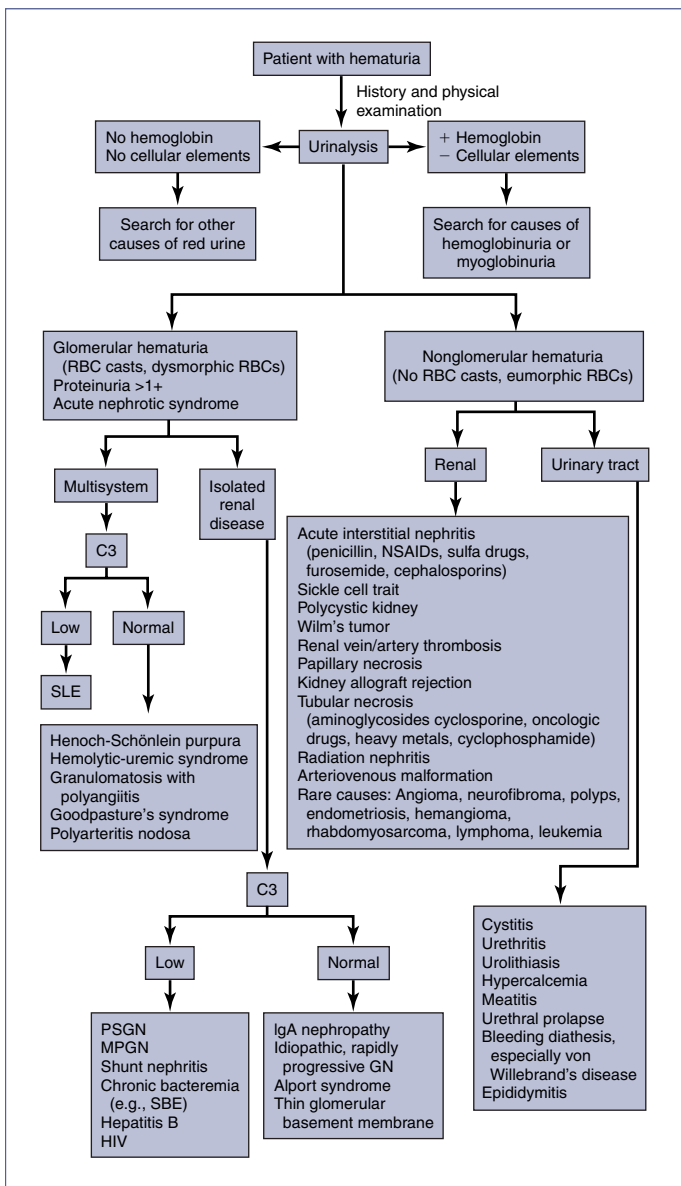 Patient with hematuria
History and physical
examination
No hemoglobin
No cellular elements
Urinalysis
+ Hemoglobin
− Cellular elements
Search for other
causes of red urine
Search for causes of
hemoglobinuria or
myoglobinuria
Glomerular hematuria
(RBC casts, dysmorphic RBCs)
Proteinuria >1+
Acute nephrotic syndrome
Nonglomerular hematuria
(No RBC casts, eumorphic RBCs)
Multisystem
Isolated
renal
disease
Renal
Urinary tract
C3
Low
Normal
SLE
Henoch-Schönlein purpura
Hemolytic-uremic syndrome
Granulomatosis with
polyangiitis
Goodpasture's syndrome
Polyarteritis nodosa
Acute interstitial nephritis
(penicillin, NSAIDs, sulfa drugs,
furosemide, cephalosporins)
Sickle cell trait
Polycystic kidney
Wilm's tumor
Renal vein/artery thrombosis
Papillary necrosis
Kidney allograft rejection
Tubular necrosis
(aminoglycosides cyclosporine, oncologic
drugs, heavy metals, cyclophosphamide)
Radiation nephritis
Arteriovenous malformation
Rare causes: Angioma, neurofibroma, polyps,
endometriosis, hemangioma,
rhabdomyosarcoma, lymphoma, leukemia
C3
Low
Normal
PSGN
MPGN
Shunt nephritis
Chronic bacteremia
(e.g., SBE)
Hepatitis B
HIV
IgA nephropathy
Idiopathic, rapidly
progressive GN
Alport syndrome
Thin glomerular
basement membrane
Cystitis
Urethritis
Urolithiasis
Hypercalcemia
Meatitis
Urethral prolapse
Bleeding diathesis,
especially von
Willebrand's disease
Epididymitis